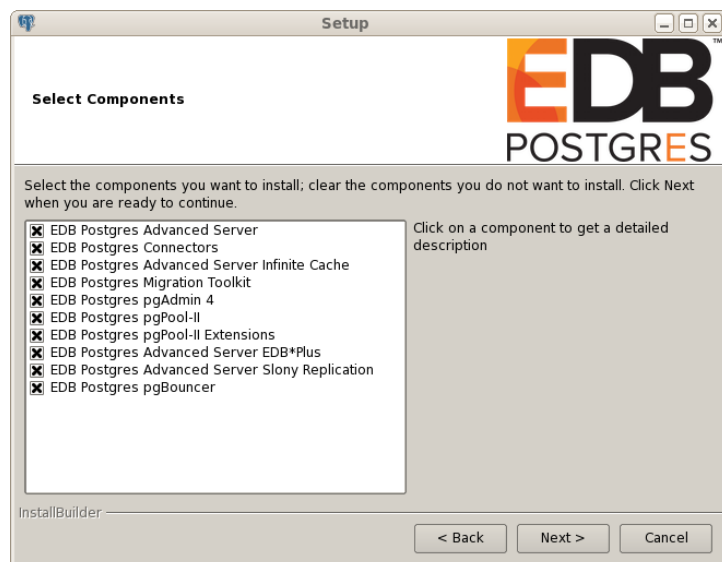 Setup
Select Components
EDB™
POSTGRES
Select the components you want to install; clear the components you do not want to install. Click Next
when you are ready to continue.
EDB Postgres Advanced Server
EDB Postgres Connectors
EDB Postgres Advanced Server Infinite Cache
EDB Postgres Migration Toolkit
EDB Postgres pgAdmin 4
EDB Postgres pgPool-II
EDB Postgres pgPool-II Extensions
EDB Postgres Advanced Server EDB*Plus
EDB Postgres Advanced Server Slony Replication
EDB Postgres pgBouncer
Click on a component to get a detailed
description
InstallBuilder
< Back
Next >
Cancel